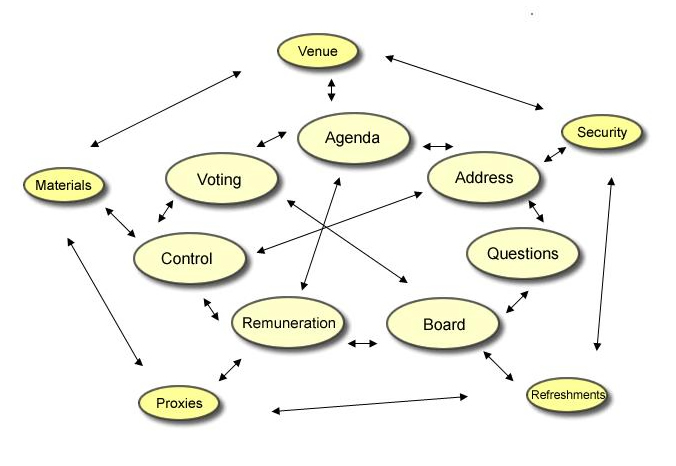 Venue
Agenda
Security
Voting
Address
Materials
Control
Questions
Remuneration
Board
Proxies
Refreshments